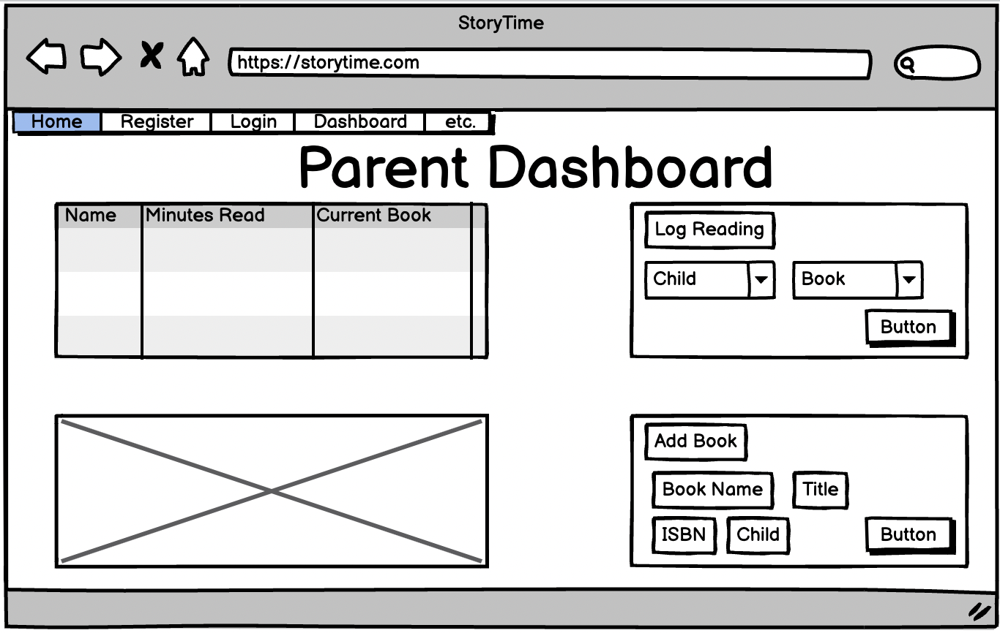 StoryTime
https://storytime.com
Home Register Login Dashboard etc.
Parent Dashboard
Name Minutes Read Current Book
Log Reading
Child Book
Button
Add Book
Book Name Title
ISBN Child Button